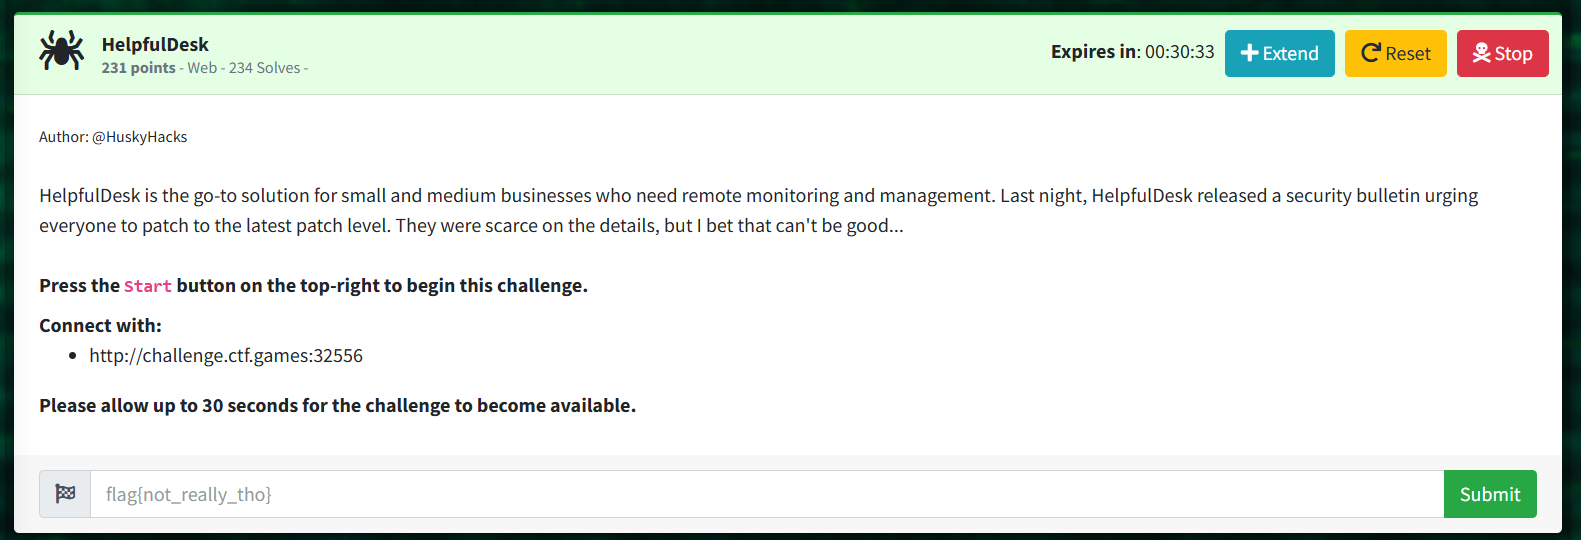 HelpfulDesk
231 points - Web - 234 Solves -
Expires in: 00:30:33
Extend
Reset
Stop
Author: @HuskyHacks
HelpfulDesk is the go-to solution for small and medium businesses who need remote monitoring and management. Last night, HelpfulDesk released a security bulletin urging
everyone to patch to the latest patch level. They were scarce on the details, but I bet that can't be good...
Press the Start button on the top-right to begin this challenge.
Connect with:
• http://challenge.ctf.games:32556
Please allow up to 30 seconds for the challenge to become available.
flag{not_really_tho}
Submit